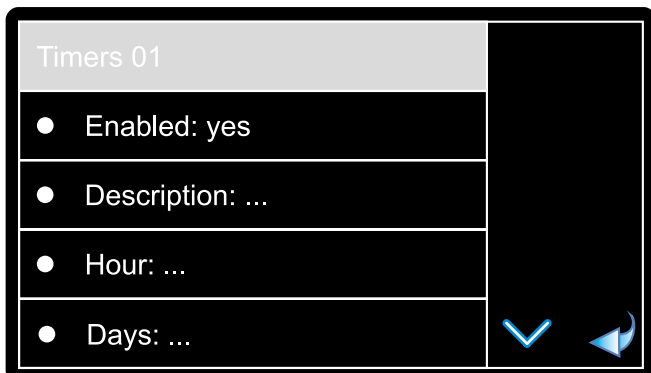 Timers 01
Enabled: yes
Description: ...
Hour: ...
Days: ...